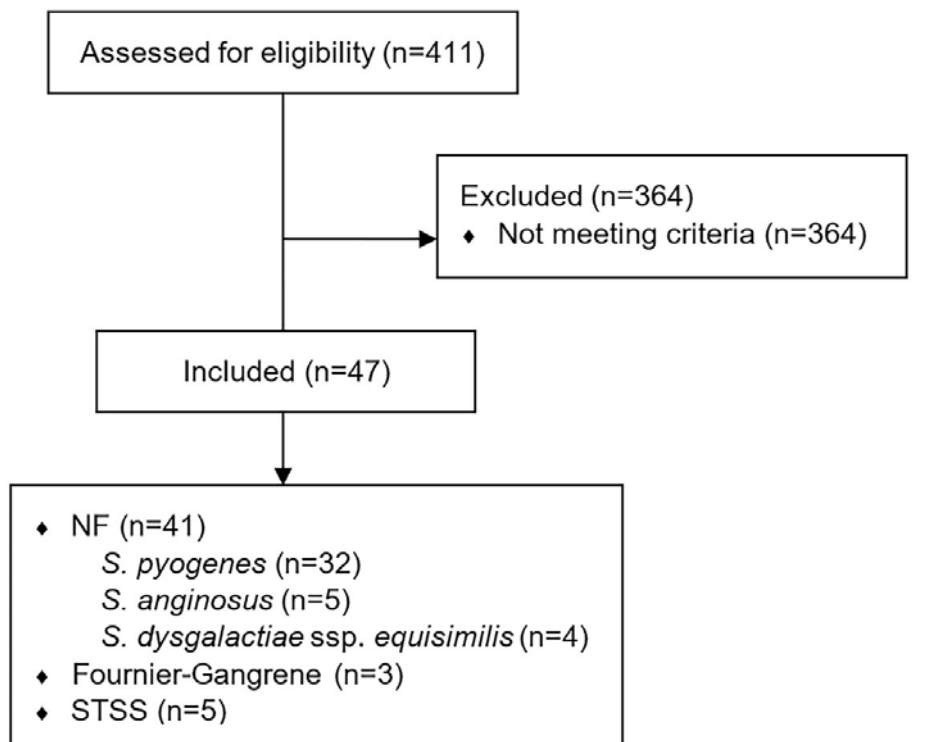 Assessed for eligibility (n=411)
Excluded (n=364)
♦ Not meeting criteria (n=364)
Included (n=47)
♦ NF (n=41)
S. pyogenes (n=32)
S. anginosus (n=5)
S. dysgalactiae ssp. equisimilis (n=4)
♦ Fournier-Gangrene (n=3)
♦ STSS (n=5)